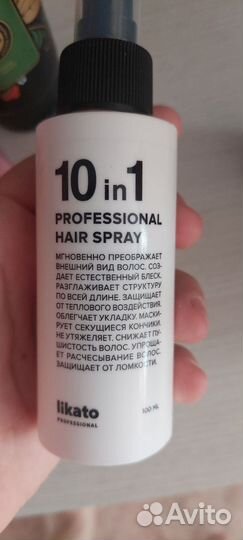 10 in 1
PROFESSIONAL
HAIR SPRAY
МГНОВЕННО ПРЕОБРАЖАЕТ
ВНЕШНИЙ ВИД ВОЛОС. СОЗ-
ДАЕТ ЕСТЕСТВЕННЫЙ БЛЕСК.
РАЗГЛАЖИВАЕТ СТРУКТУРУ
ПО ВСЕЙ ДЛИНЕ. ЗАЩИЩАЕТ
ОТ ТЕПЛОВОГО ВОЗДЕЙСТВИЯ.
ОБЛЕГЧАЕТ УКЛАДКУ. МАСКИ-
РУЕТ СЕКУЩИЕСЯ КОНЧИКИ.
НЕ УТЯЖЕЛЯЕТ. СНИЖАЕТ ПУ-
ШИСТОСТЬ ВОЛОС. УПРОЩА-
ЕТ РАСЧЕСЫВАНИЕ ВОЛОС.
ЗАЩИЩАЕТ ОТ ЛОМКОСТИ.
likato
PROFESSIONAL
100 ML
Avito